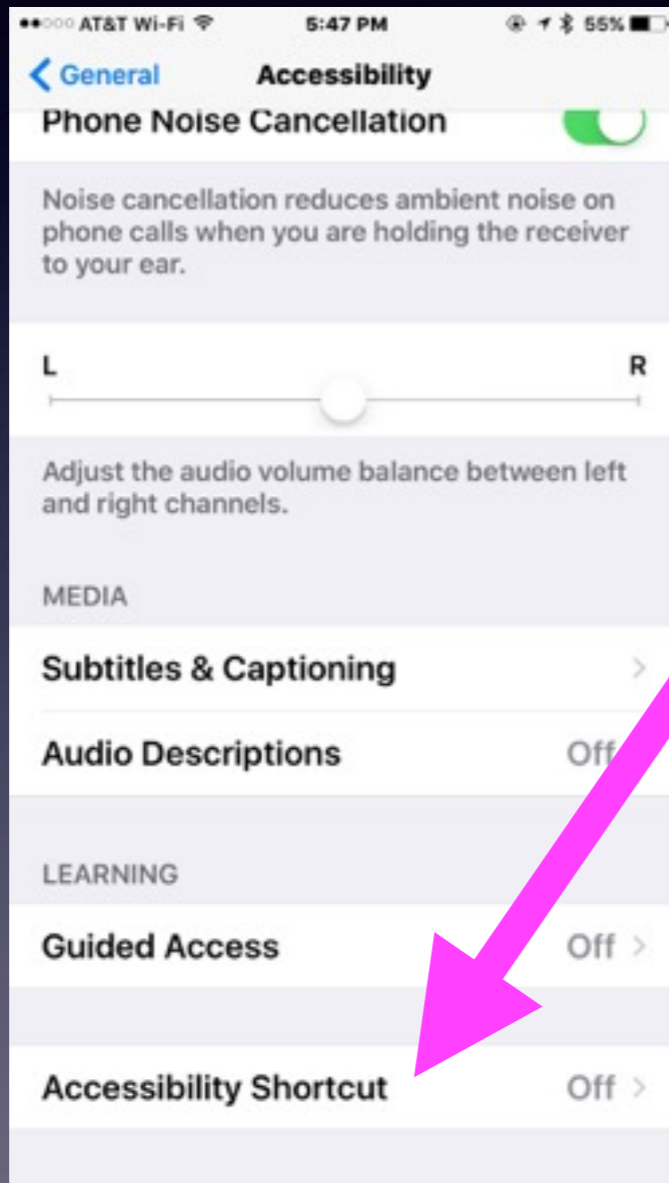 AT&T Wi-Fi 5:47 PM 55%
General Accessibility
Phone Noise Cancellation
Noise cancellation reduces ambient noise on
phone calls when you are holding the receiver
to your ear.
L R
Adjust the audio volume balance between left
and right channels.
MEDIA
Subtitles & Captioning
Audio Descriptions Off
LEARNING
Guided Access Off
Accessibility Shortcut Off